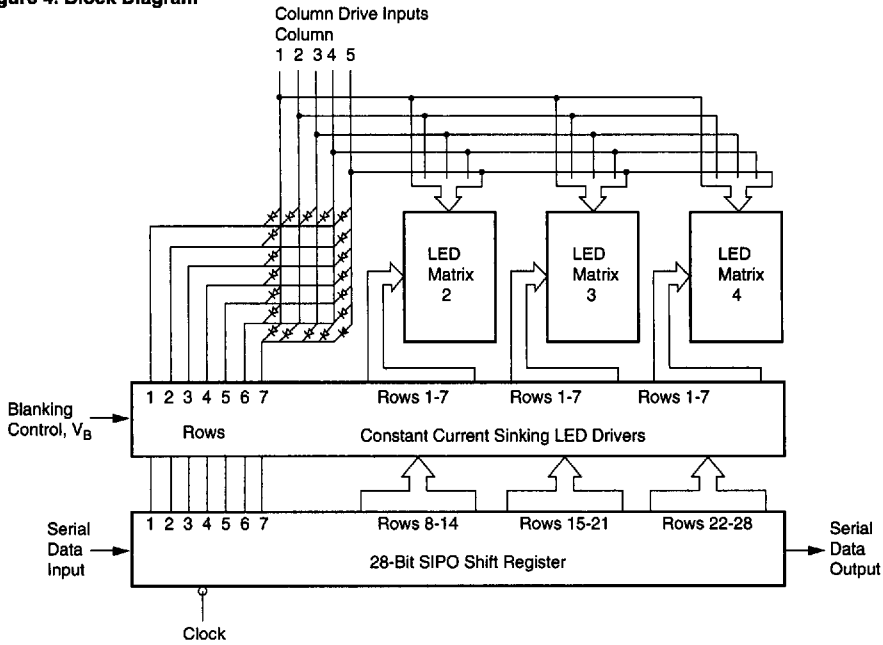 Figure 4. Block Diagram
Column Drive Inputs
Column
1 2 3 4 5
LED
Matrix
2
LED
Matrix
3
LED
Matrix
4
1 2 3 4 5 6 7
Rows 1-7
Rows 1-7
Rows 1-7
Blanking
Control, VB
Rows
Constant Current Sinking LED Drivers
1 2 3 4 5 6 7
Rows 8-14
Rows 15-21
Rows 22-28
Serial
Data
Input
28-Bit SIPO Shift Register
Serial
Data
Output
Clock